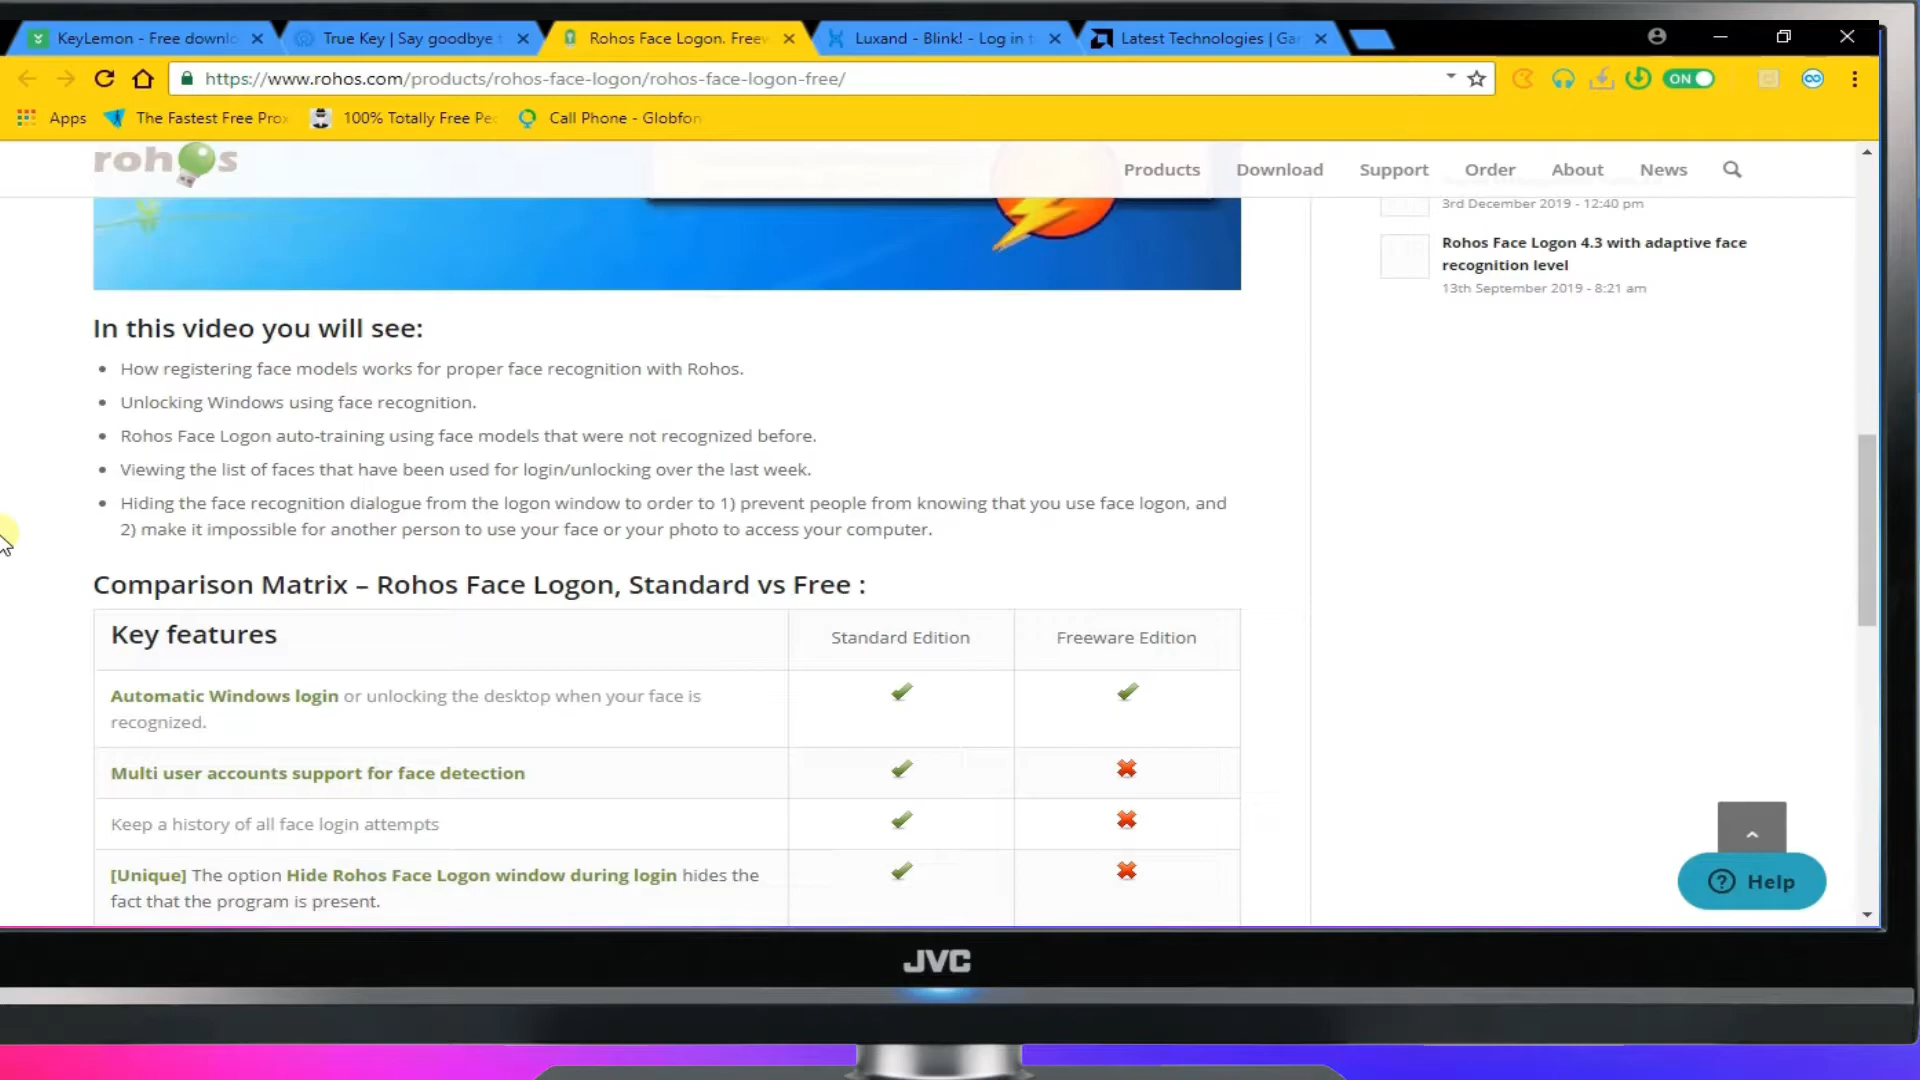 KeyLemon - Free downlo
True Key | Say goodbye t
Rohos Face Logon. Freew
Luxand - Blink! - Log in t
Latest Technologies | Gar
https://www.rohos.com/products/rohos-face-logon/rohos-face-logon-free/
ON
Apps
The Fastest Free Prox
100% Totally Free Pe
Call Phone - Globfon
rohos
Products
Download
Support
Order
About
News
3rd December 2019 - 12:40 pm
Rohos Face Logon 4.3 with adaptive face
recognition level
13th September 2019 - 8:21 am
In this video you will see:
How registering face models works for proper face recognition with Rohos.
Unlocking Windows using face recognition.
Rohos Face Logon auto-training using face models that were not recognized before.
Viewing the list of faces that have been used for login/unlocking over the last week.
Hiding the face recognition dialogue from the logon window to order to 1) prevent people from knowing that you use face logon, and
2) make it impossible for another person to use your face or your photo to access your computer.
Comparison Matrix – Rohos Face Logon, Standard vs Free :
Key features
Standard Edition
Freeware Edition
Automatic Windows login or unlocking the desktop when your face is
recognized.
Multi user accounts support for face detection
Keep a history of all face login attempts
[Unique] The option Hide Rohos Face Logon window during login hides the
fact that the program is present.
Help
JVC